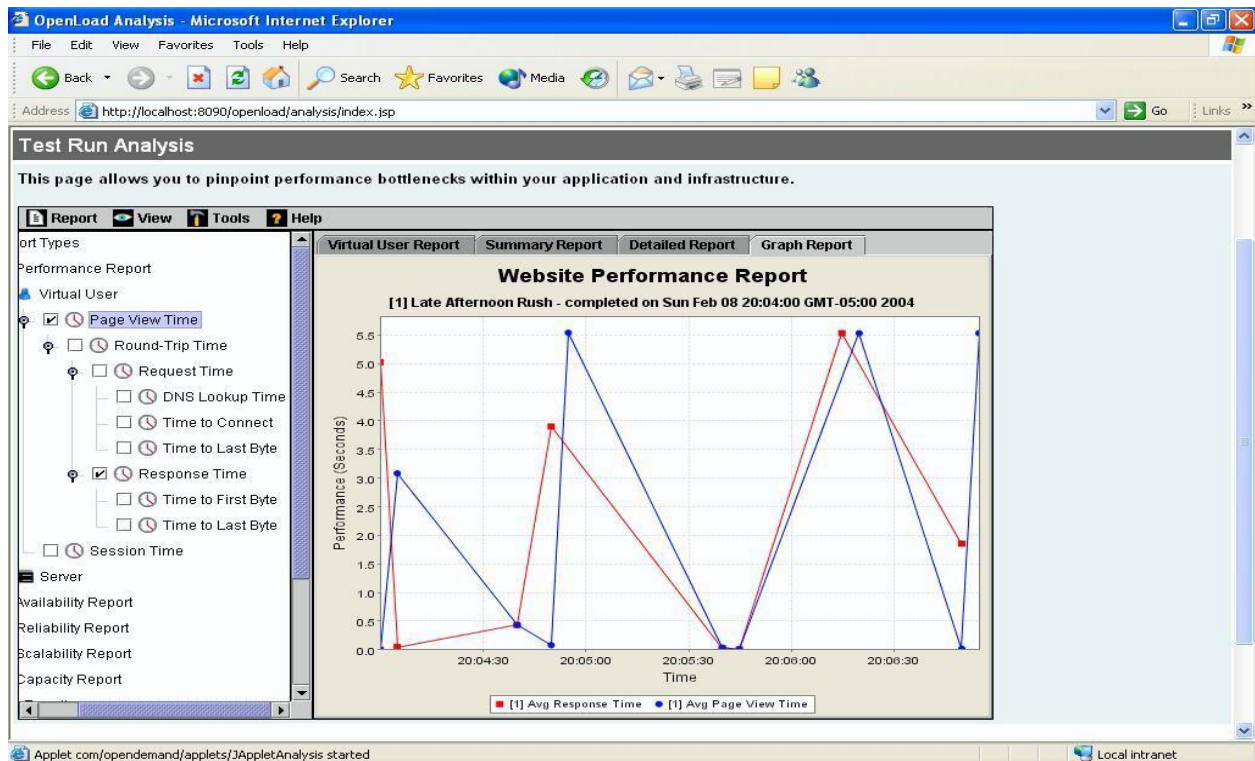 OpenLoad Analysis - Microsoft Internet Explorer
File Edit View Favorites Tools Help
Back Search Favorites Media
Address http://localhost:8090/openload/analysis/index.jsp Go Links »
Test Run Analysis
This page allows you to pinpoint performance bottlenecks within your application and infrastructure.
Report View Tools ? Help
ort Types
Performance Report
Virtual User
Page View Time
Round-Trip Time
Request Time
DNS Lookup Time
Time to Connect
Time to Last Byte
Response Time
Time to First Byte
Time to Last Byte
Session Time
Server
Availability Report
Reliability Report
Scalability Report
Capacity Report
Virtual User Report Summary Report Detailed Report Graph Report
Website Performance Report
[1] Late Afternoon Rush - completed on Sun Feb 08 20:04:00 GMT-05:00 2004
Performance (Seconds)
5.5
5.0
4.5
4.0
3.5
3.0
2.5
2.0
1.5
1.0
0.5
0.0
20:04:30 20:05:00 20:05:30 20:06:00 20:06:30
Time
[1] Avg Response Time [1] Avg Page View Time
Applet com/opendemand/applets/JAppletAnalysis started Local intranet